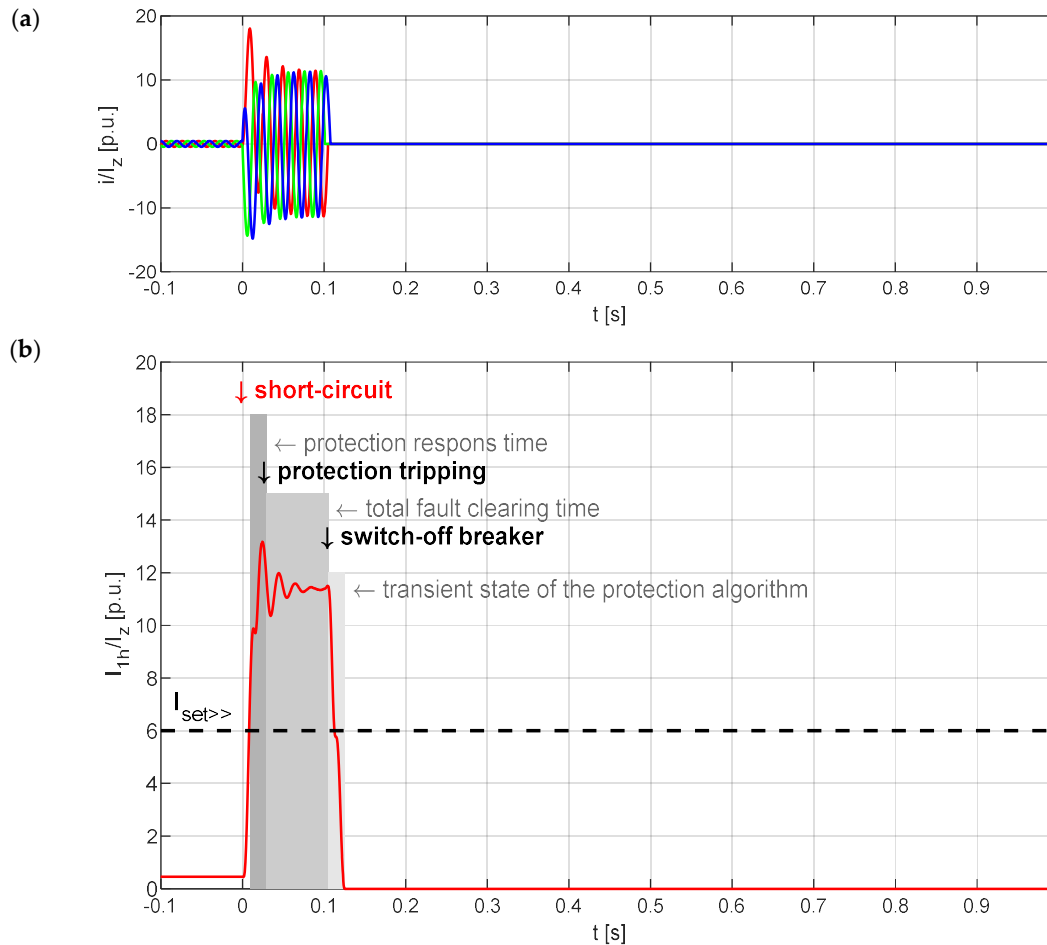 (a)
20
10
0
-10
-20
i/I_z [p.u.]
-0.1 0 0.1 0.2 0.3 0.4 0.5 0.6 0.7 0.8 0.9
t [s]
(b)
20
↓ short-circuit
18
← protection respons time
16
↓ protection tripping
← total fault clearing time
14
↓ switch-off breaker
12
← transient state of the protection algorithm
10
I_1h/I_z [p.u.]
8
I_set>>
6
4
2
0
-0.1 0 0.1 0.2 0.3 0.4 0.5 0.6 0.7 0.8 0.9
t [s]